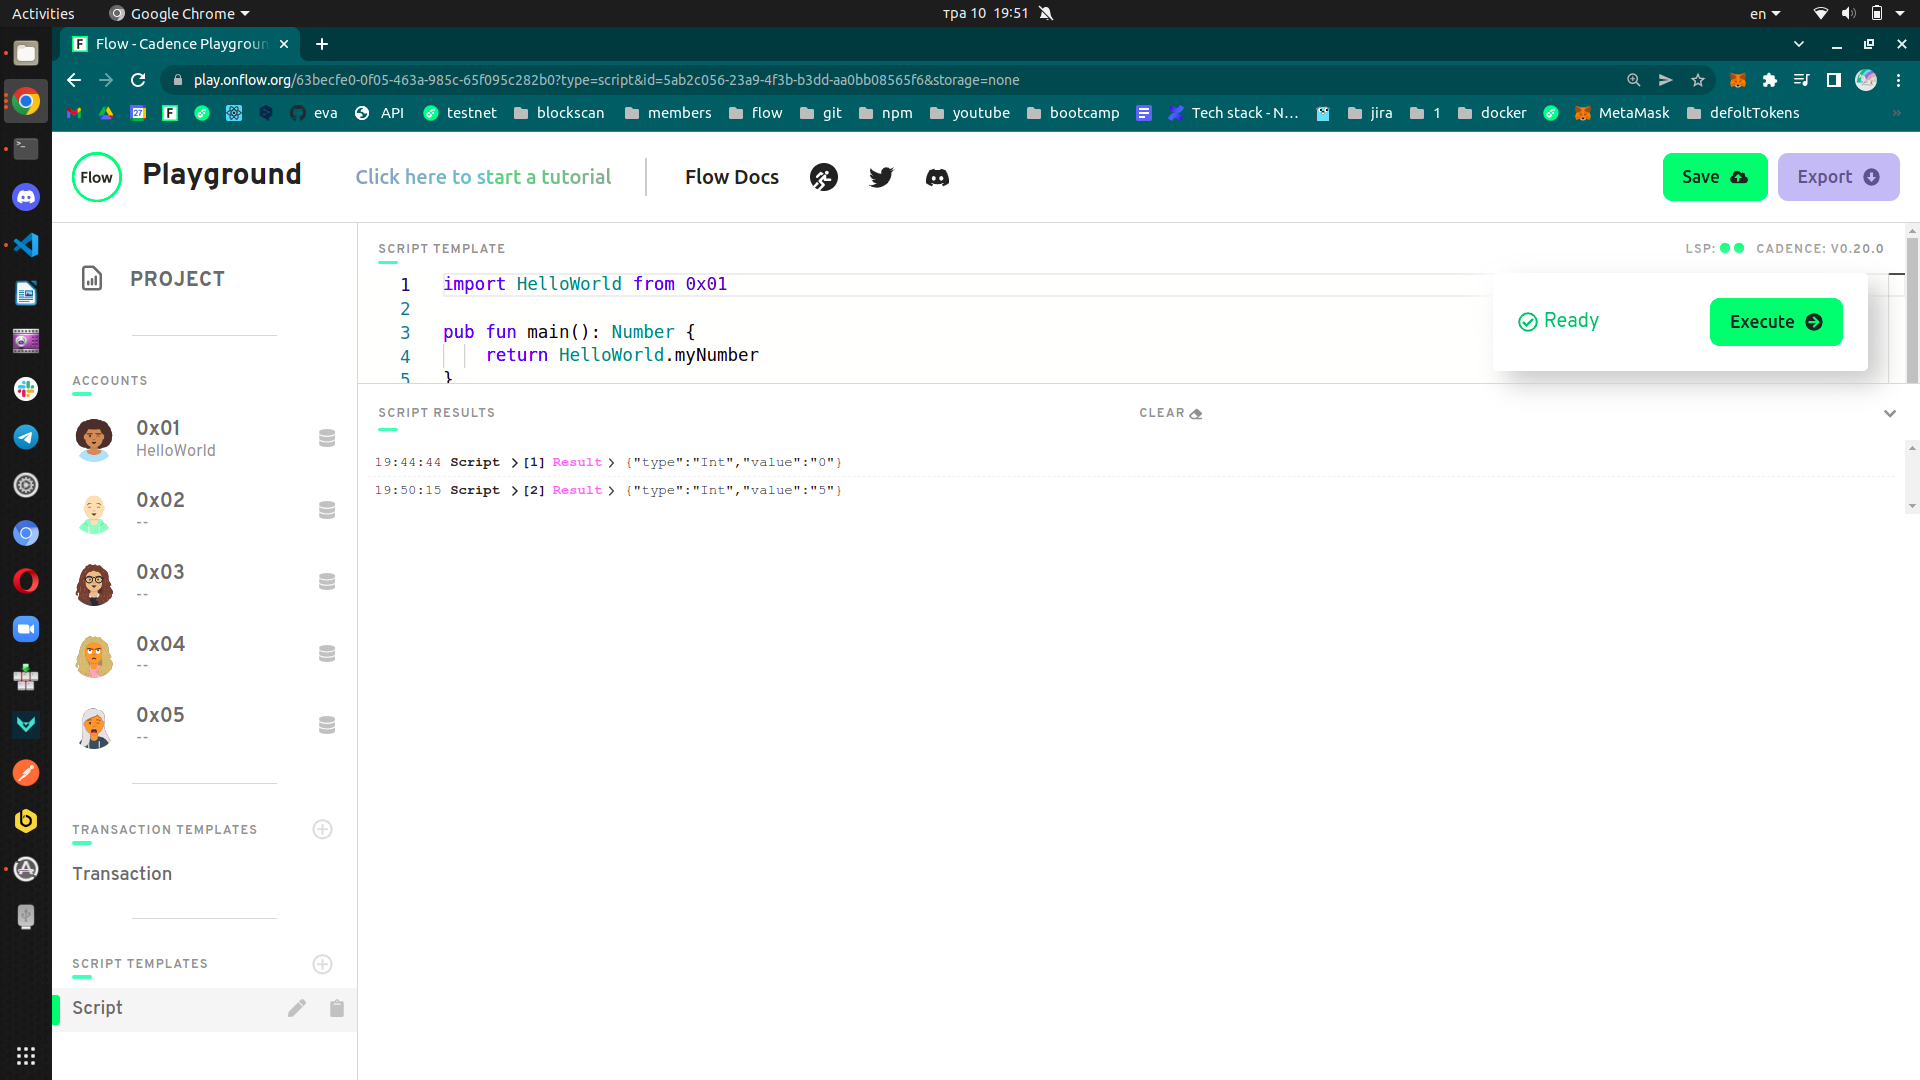 Activities
Google Chrome
тра 10 19:51
en
Flow - Cadence Playgroun
play.onflow.org/63becfe0-0f05-463a-985c-65f095c282b0?type=script&id=5ab2c056-23a9-4f3b-b3dd-aa0bb08565f6&storage=none
eva
API
testnet
blockscan
members
flow
git
npm
youtube
bootcamp
Tech stack - N...
jira
1
docker
MetaMask
defoltTokens
Flow
Playground
Click here to start a tutorial
Flow Docs
Save
Export
PROJECT
ACCOUNTS
0x01
HelloWorld
0x02
--
0x03
--
0x04
--
0x05
--
TRANSACTION TEMPLATES
Transaction
SCRIPT TEMPLATES
Script
SCRIPT TEMPLATE
LSP:
CADENCE: V0.20.0
1 import HelloWorld from 0x01
2
3 pub fun main(): Number {
4 return HelloWorld.myNumber
5 }
Ready
Execute
SCRIPT RESULTS
CLEAR
19:44:44 Script >[1] Result > {"type":"Int","value":"0"}
19:50:15 Script >[2] Result > {"type":"Int","value":"5"}